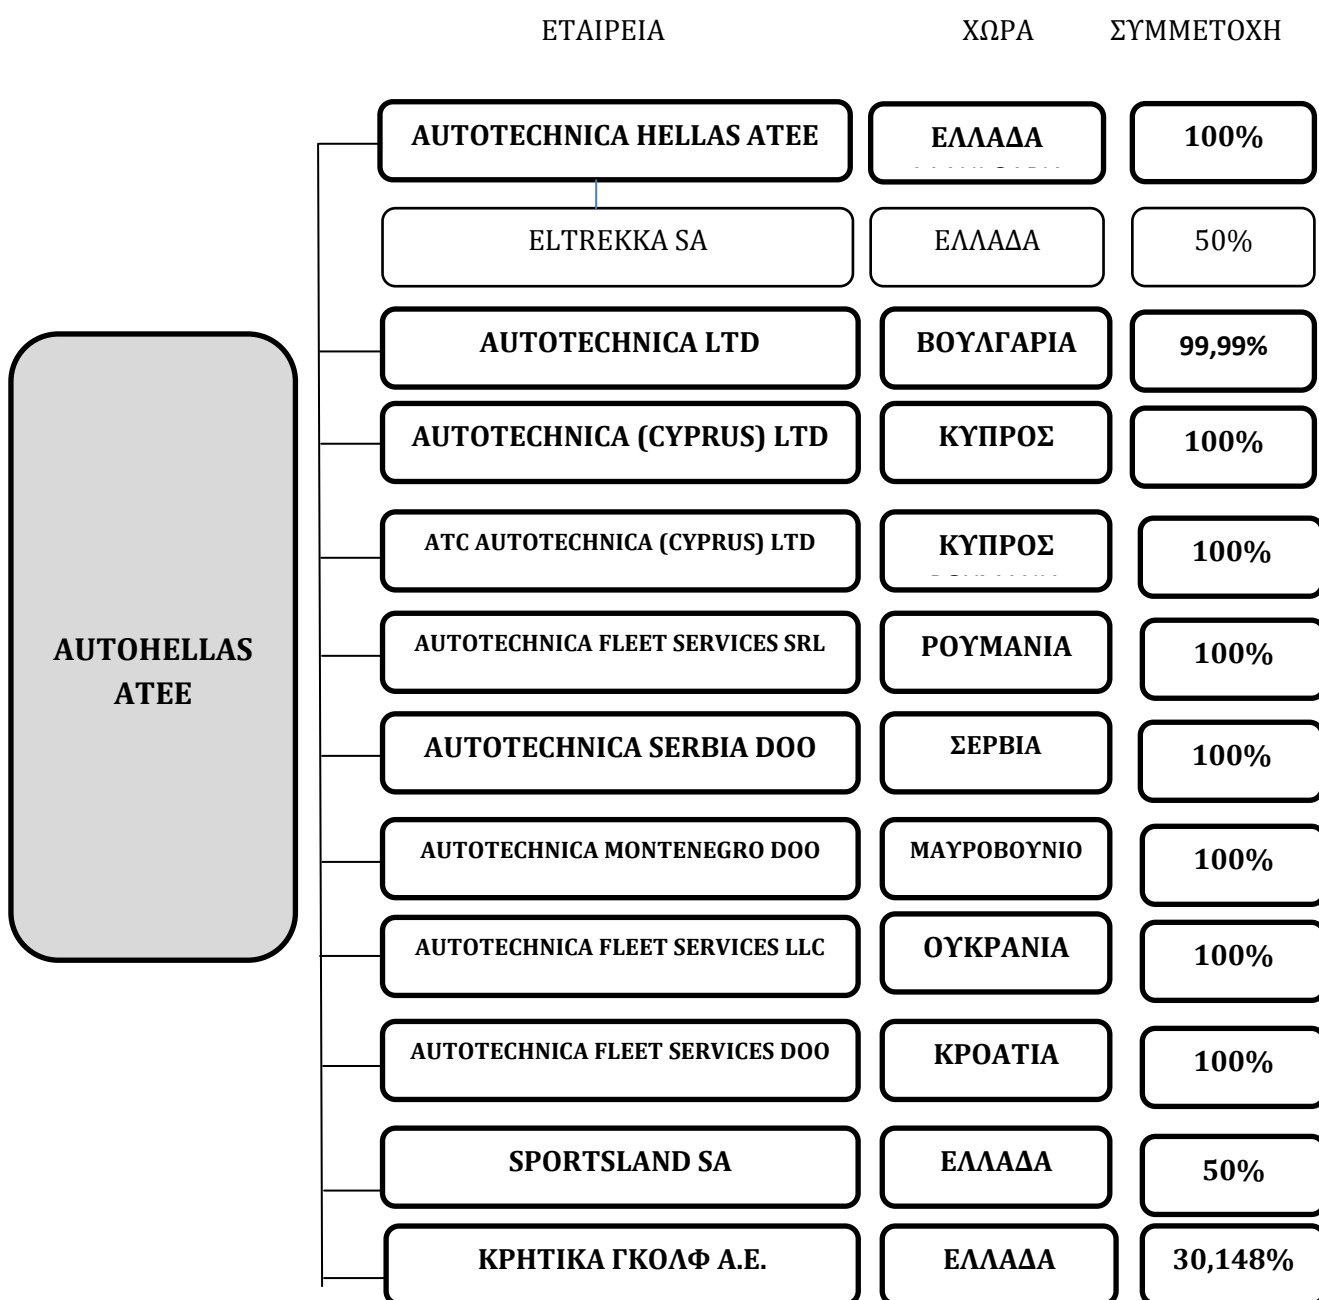 ΕΤΑΙΡΕΙΑ ΧΩΡΑ ΣΥΜΜΕΤΟΧΗ
AUTOTECHNICA HELLAS ATEE ΕΛΛΑΔΑ 100%
ELTREKKA SA ΕΛΛΑΔΑ 50%
AUTOTECHNICA LTD ΒΟΥΛΓΑΡΙΑ 99,99%
AUTOTECHNICA (CYPRUS) LTD ΚΥΠΡΟΣ 100%
ATC AUTOTECHNICA (CYPRUS) LTD ΚΥΠΡΟΣ 100%
AUTOTECHNICA FLEET SERVICES SRL ΡΟΥΜΑΝΙΑ 100%
AUTOHELLAS
ATEE
AUTOTECHNICA SERBIA DOO ΣΕΡΒΙΑ 100%
AUTOTECHNICA MONTENEGRO DOO ΜΑΥΡΟΒΟΥΝΙΟ 100%
AUTOTECHNICA FLEET SERVICES LLC ΟΥΚΡΑΝΙΑ 100%
AUTOTECHNICA FLEET SERVICES DOO ΚΡΟΑΤΙΑ 100%
SPORTSLAND SA ΕΛΛΑΔΑ 50%
ΚΡΗΤΙΚΑ ΓΚΟΛΦ Α.Ε. ΕΛΛΑΔΑ 30,148%